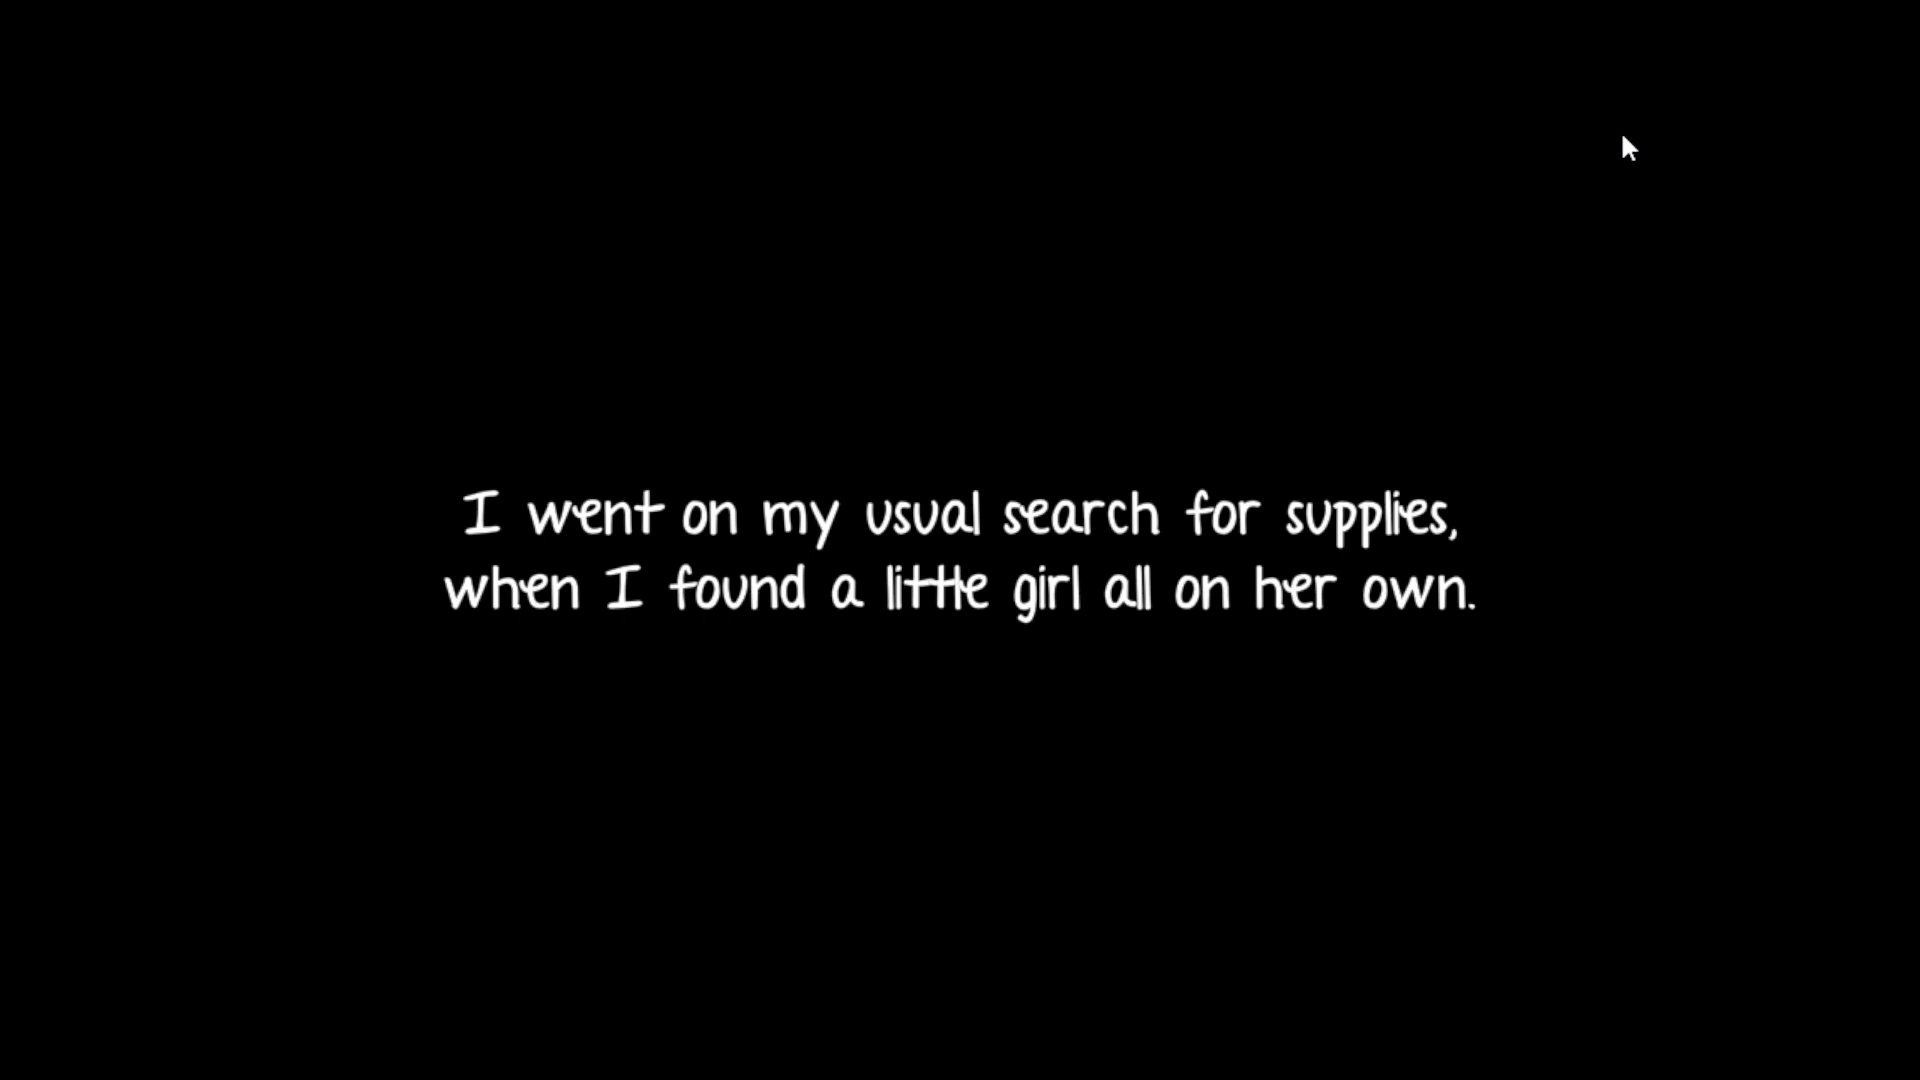 I went on my usual search for supplies,
when I found a little girl all on her own.